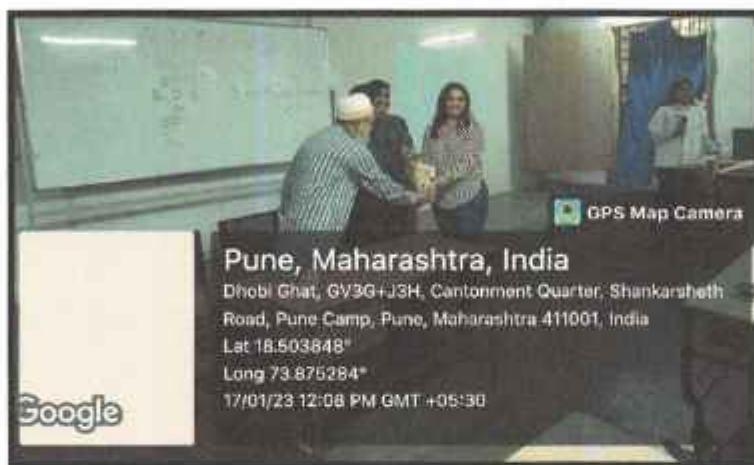 GPS Map Camera
Pune, Maharashtra, India
Dhobi Ghat, GV3G+J3H, Cantonment Quarter, Shankarsheth
Road, Pune Camp, Pune, Maharashtra 411001, India
Lat 18.503848°
Long 73.875284°
17/01/23 12:08 PM GMT +05:30
Google